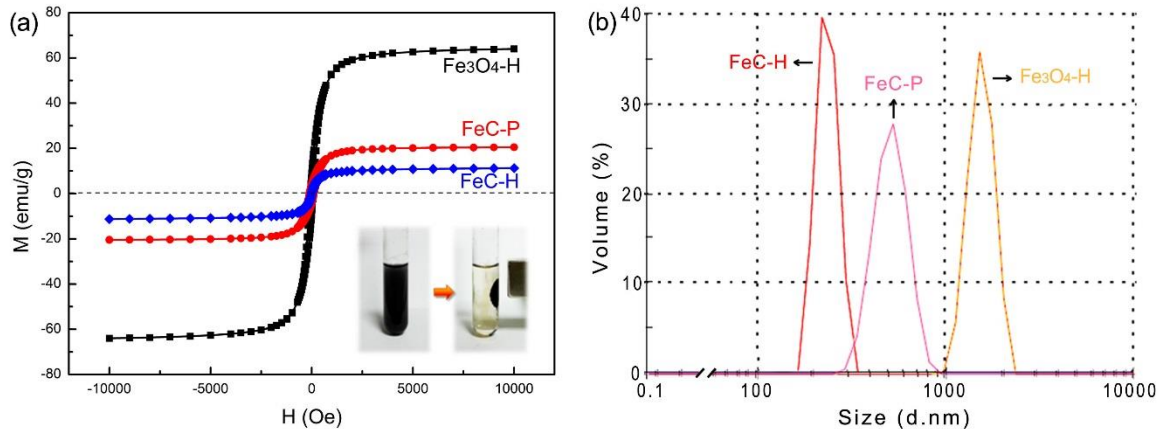 (a)
80
60
40
20
0
-20
-40
-60
80
M (emu/g)
-10000 -5000 0 5000 10000
H (Oe)
Fe₃O₄-H
FeC-P
FeC-H
(b)
40
30
20
10
0
Volume (%)
0.1 100 1000 10000
Size (d.nm)
FeC-H
FeC-P
Fe₃O₄-H